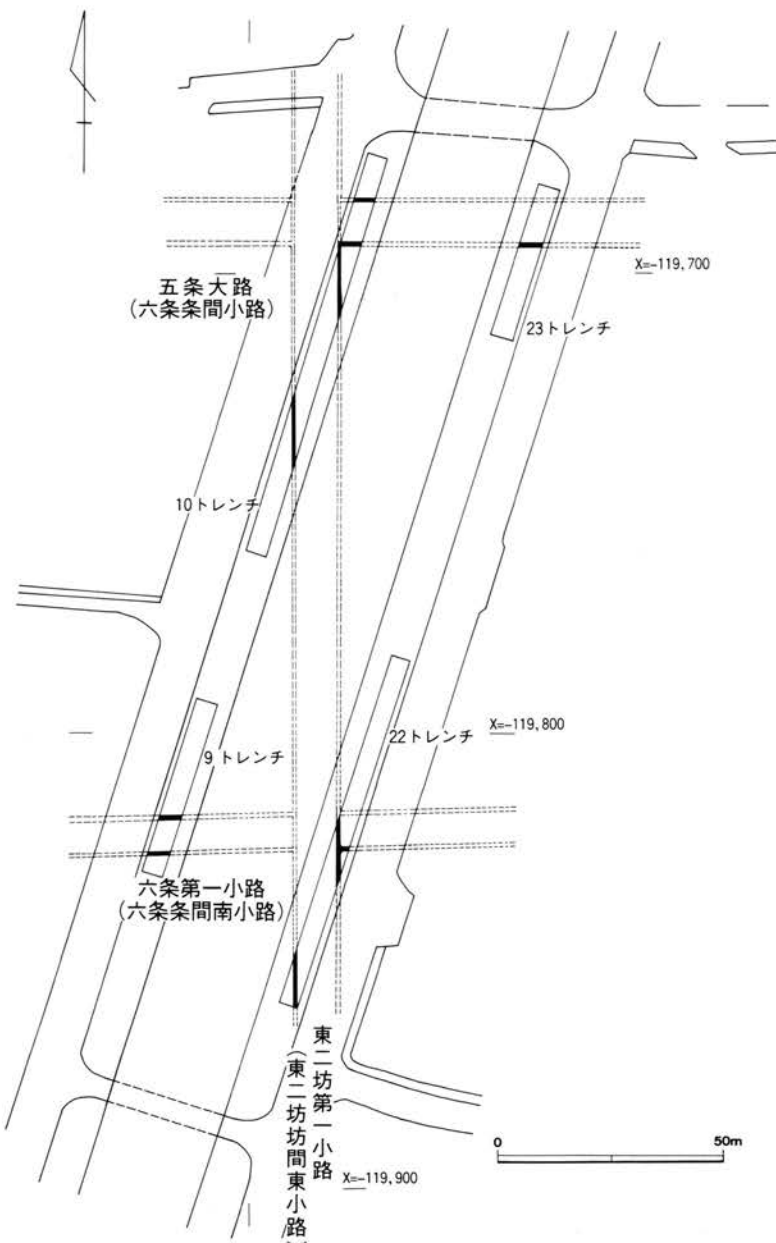 X=-119,700
五条大路
(六条条間小路)
23トレンチ
10トレンチ
X=-119,800
22トレンチ
9トレンチ
六条第一小路
(六条条間南小路)
東二坊第一小路
(東二坊坊間東小路)
0 50m
X=-119,900